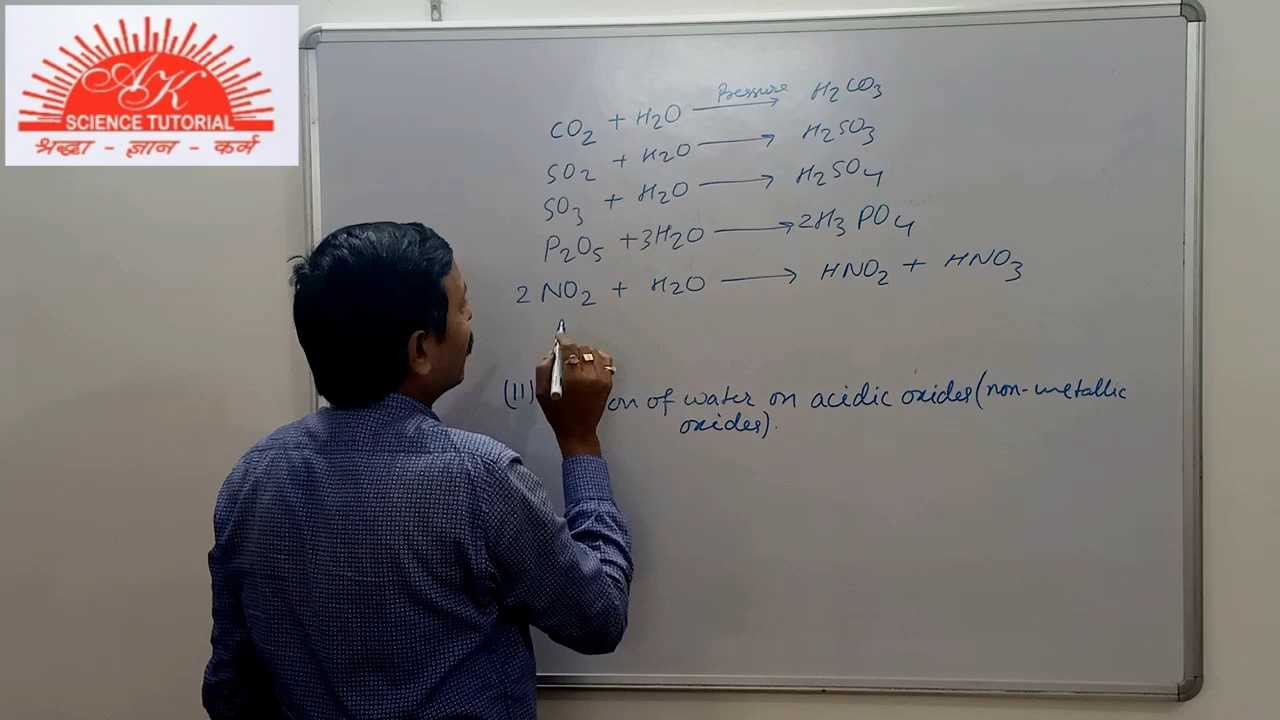 AK
SCIENCE TUTORIAL
श्रद्धा - ज्ञान - कर्म
CO2 + H2O Pressure → H2CO3
SO2 + H2O → H2SO3
SO3 + H2O → H2SO4
P2O5 + 3H2O → 2H3PO4
2NO2 + H2O → HNO2 + HNO3
(II) of water on acidic oxides (non-metallic
oxides).